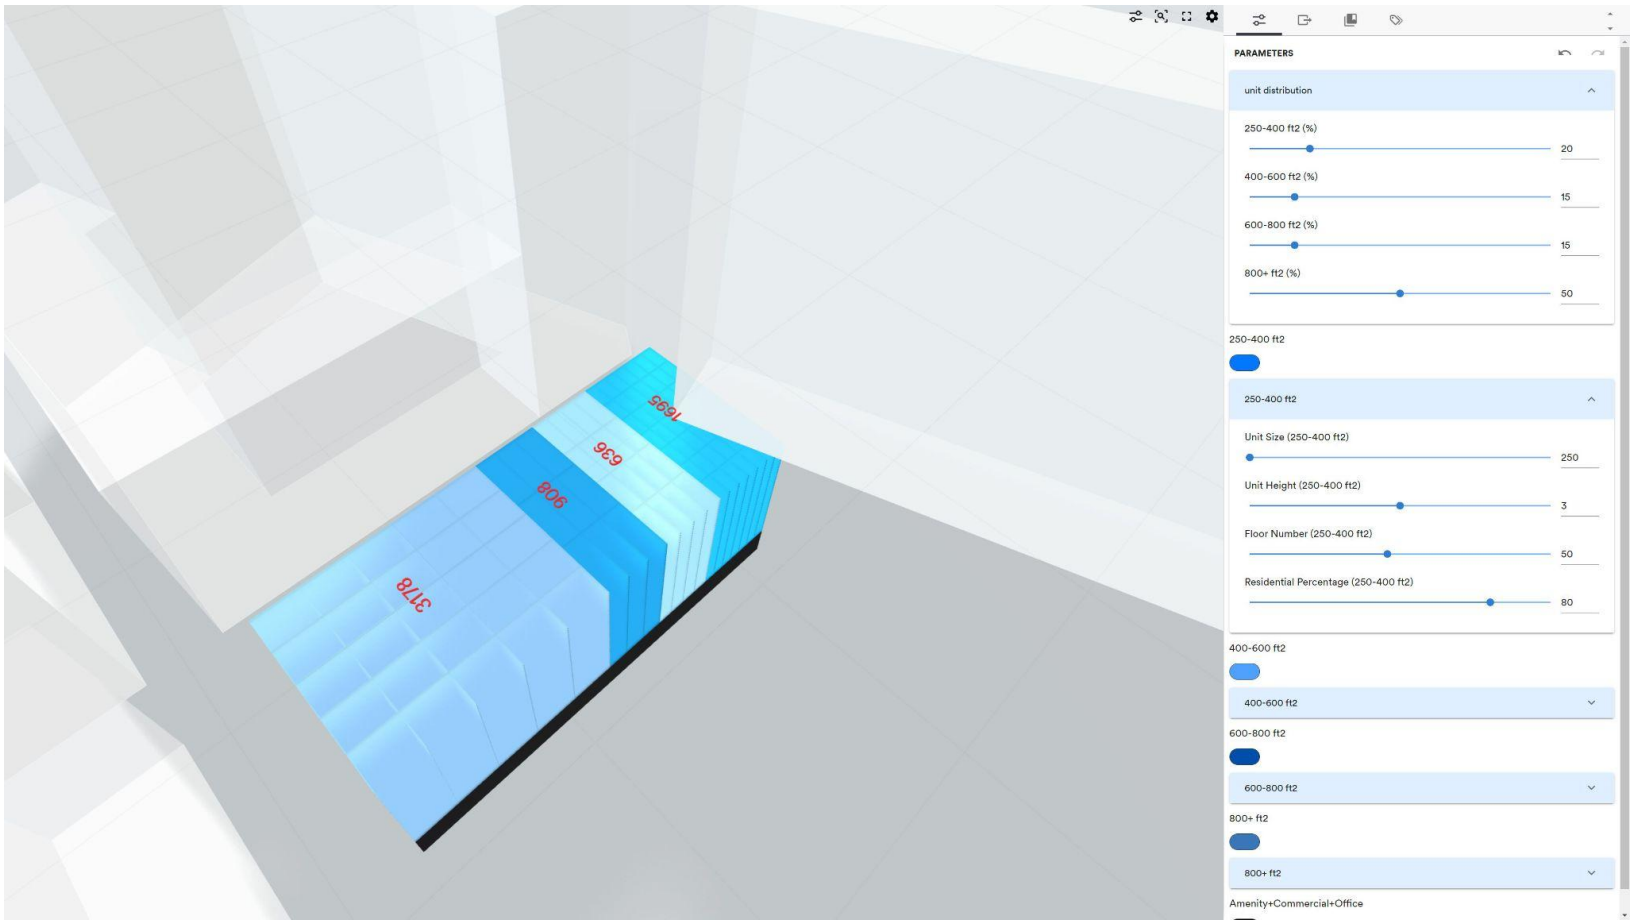 PARAMETERS
unit distribution
250-400 ft2 (%)
20
400-600 ft2 (%)
15
600-800 ft2 (%)
15
800+ ft2 (%)
50
250-400 ft2
250-400 ft2
Unit Size (250-400 ft2)
250
Unit Height (250-400 ft2)
3
Floor Number (250-400 ft2)
50
Residential Percentage (250-400 ft2)
80
400-600 ft2
400-600 ft2
600-800 ft2
600-800 ft2
800+ ft2
800+ ft2
Amenity+Commercial+Office
1695
636
908
3178